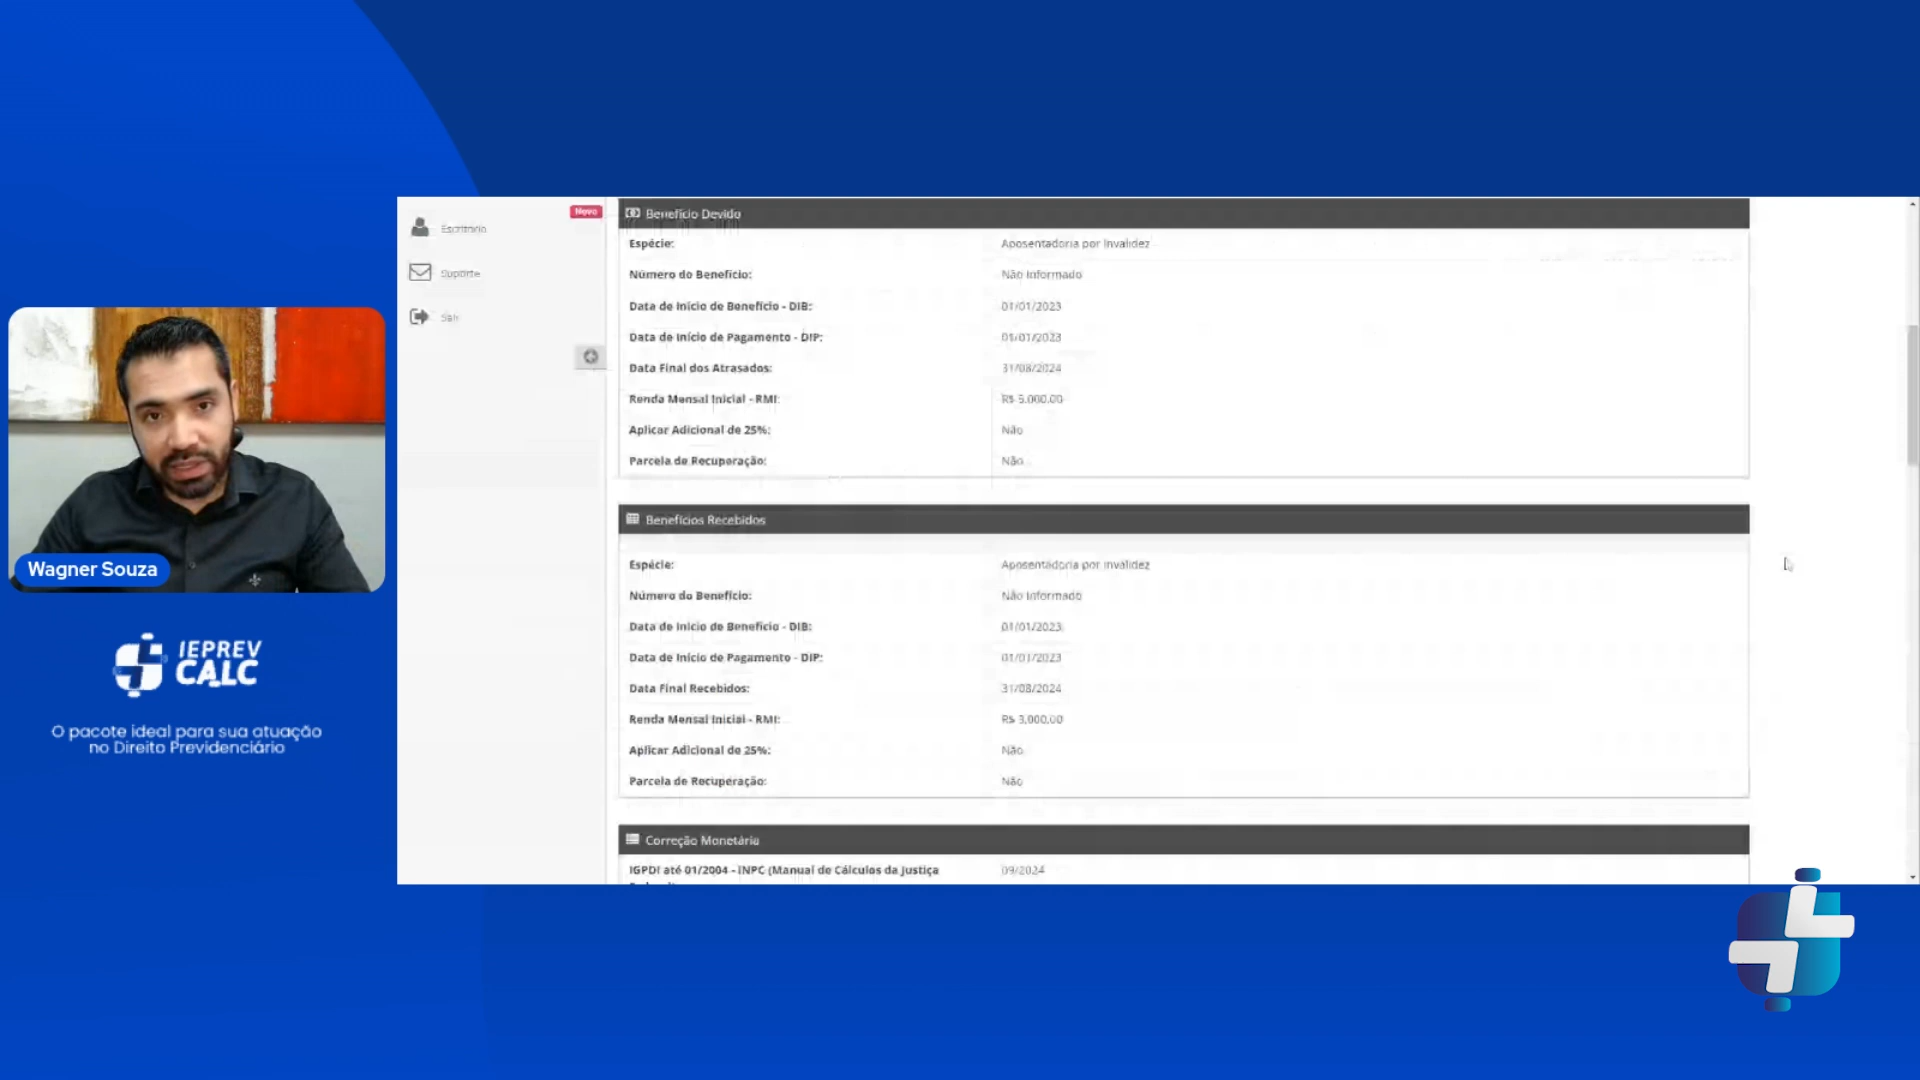 Novo
Escritório
Suporte
Sair
Benefício Devido
Espécie: Aposentadoria por Invalidez
Número do Benefício: Não Informado
Data de Início de Benefício - DIB: 01/01/2023
Data de Início de Pagamento - DIP: 01/01/2023
Data Final dos Atrasados: 31/08/2024
Renda Mensal Inicial - RMI: R$ 5.000,00
Aplicar Adicional de 25%: Não
Parcela de Recuperação: Não
Benefícios Recebidos
Espécie: Aposentadoria por Invalidez
Número do Benefício: Não Informado
Data de Início de Benefício - DIB: 01/01/2023
Data de Início de Pagamento - DIP: 01/01/2023
Data Final Recebidos: 31/08/2024
Renda Mensal Inicial - RMI: R$ 3.000,00
Aplicar Adicional de 25%: Não
Parcela de Recuperação: Não
Correção Monetária
IGPDI até 01/2004 - INPC (Manual de Cálculos da Justiça 09/2024
Wagner Souza
IEPREV
CALC
O pacote ideal para sua atuação
no Direito Previdenciário